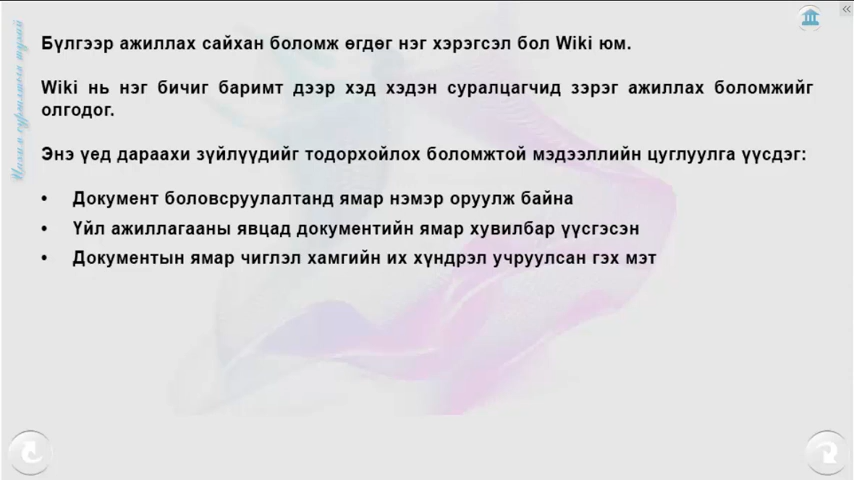 Бүлгээр ажиллах сайхан боломж өгдөг нэг хэрэгсэл бол Wiki юм.
Wiki нь нэг бичиг баримт дээр хэд хэдэн суралцагчид зэрэг ажиллах боломжийг
олгодог.
Энэ үед дараахи зүйлүүдийг тодорхойлох боломжтой мэдээллийн цуглуулга үүсдэг:
• Документ боловсруулалтанд ямар нэмэр оруулж байна
• Үйл ажиллагааны явцад документийн ямар хувилбар үүсгэсэн
• Документын ямар чиглэл хамгийн их хүндрэл учруулсан гэх мэт